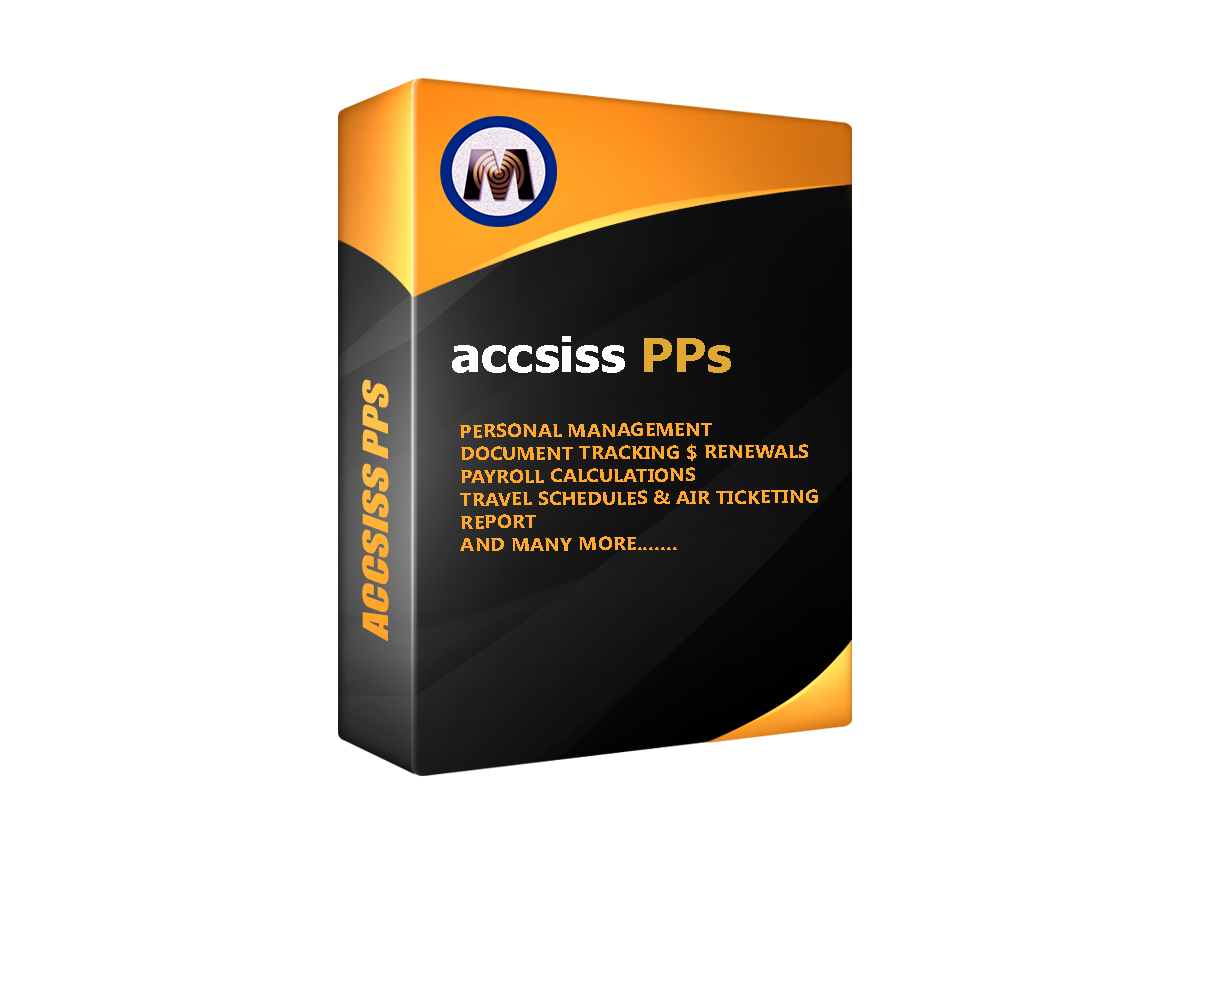 M
accsiss PPs
PERSONAL MANAGEMENT
DOCUMENT TRACKING $ RENEWALS
PAYROLL CALCULATIONS
TRAVEL SCHEDULES & AIR TICKETING
REPORT
AND MANY MORE.......
ACCSISS PPS